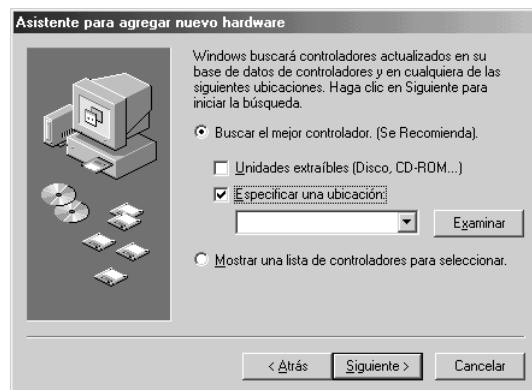 Asistente para agregar nuevo hardware
Windows buscará controladores actualizados en su
base de datos de controladores y en cualquiera de las
siguientes ubicaciones. Haga clic en Siguiente para
iniciar la búsqueda.
Buscar el mejor controlador. (Se Recomienda).
Unidades extraíbles (Disco, CD-ROM...)
Especificar una ubicación:
Examinar
Mostrar una lista de controladores para seleccionar.
< Atrás
Siguiente >
Cancelar